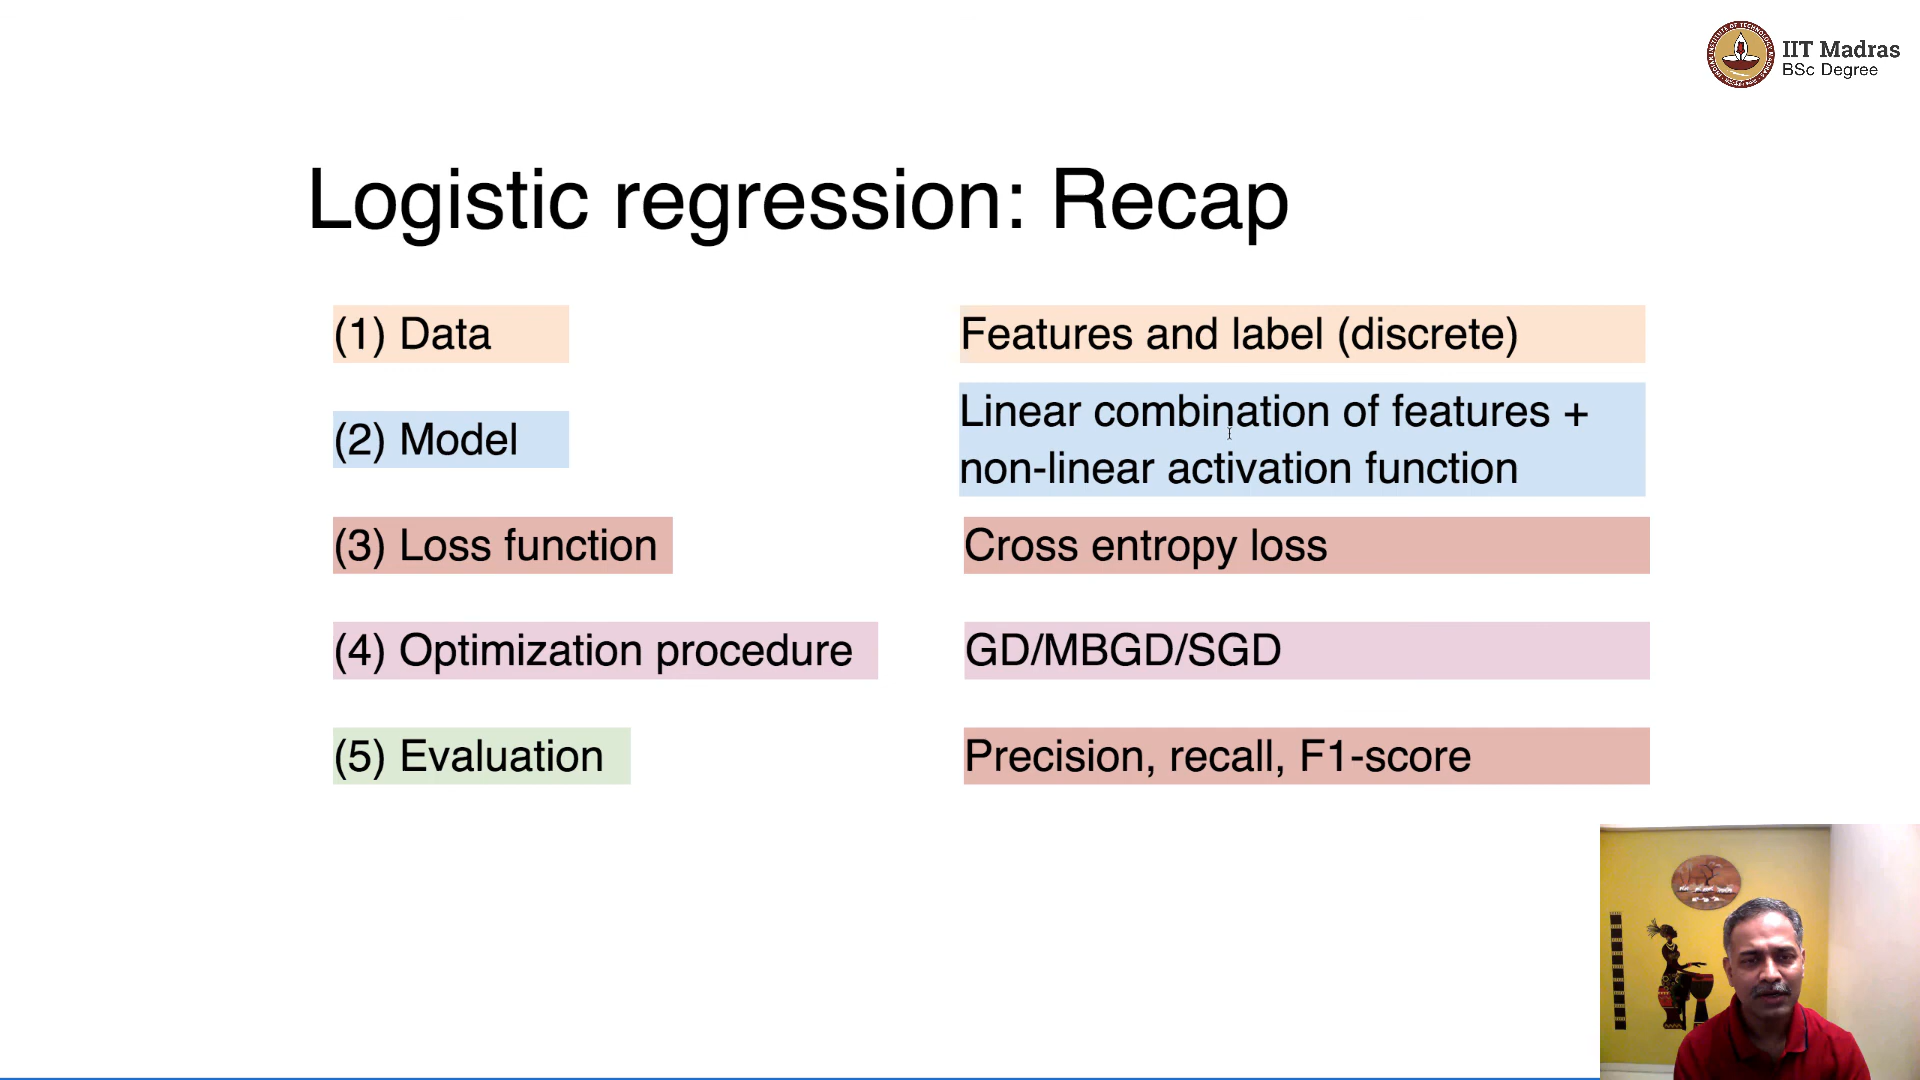 IIT Madras
BSc Degree
Logistic regression: Recap
(1) Data
Features and label (discrete)
(2) Model
Linear combination of features +
non-linear activation function
(3) Loss function
Cross entropy loss
(4) Optimization procedure
GD/MBGD/SGD
(5) Evaluation
Precision, recall, F1-score